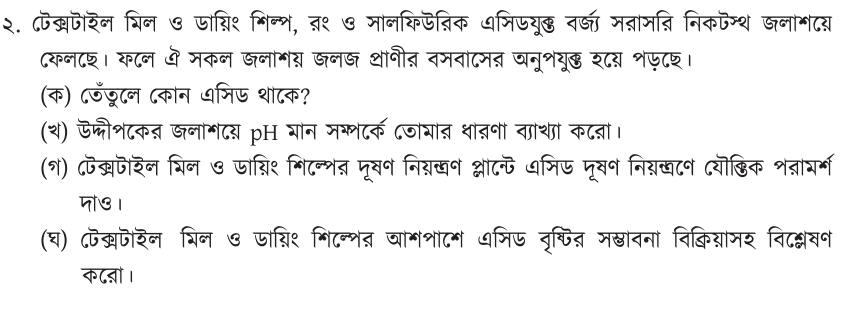 ২. টেক্সটাইল মিল ও ডায়িং শিল্প, রং ও সালফিউরিক এসিডযুক্ত বর্জ্য সরাসরি নিকটস্থ জলাশয়ে
ফেলছে। ফলে ঐ সকল জলাশয় জলজ প্রাণীর বসবাসের অনুপযুক্ত হয়ে পড়ছে।
(ক) তেঁতুলে কোন এসিড থাকে?
(খ) উদ্দীপকের জলাশয়ে pH মান সম্পর্কে তোমার ধারণা ব্যাখ্যা করো।
(গ) টেক্সটাইল মিল ও ডায়িং শিল্পের দূষণ নিয়ন্ত্রণ প্লান্টে এসিড দূষণ নিয়ন্ত্রণে যৌক্তিক পরামর্শ
দাও।
(ঘ) টেক্সটাইল মিল ও ডায়িং শিল্পের আশপাশে এসিড বৃষ্টির সম্ভাবনা বিক্রিয়াসহ বিশ্লেষণ
করো।